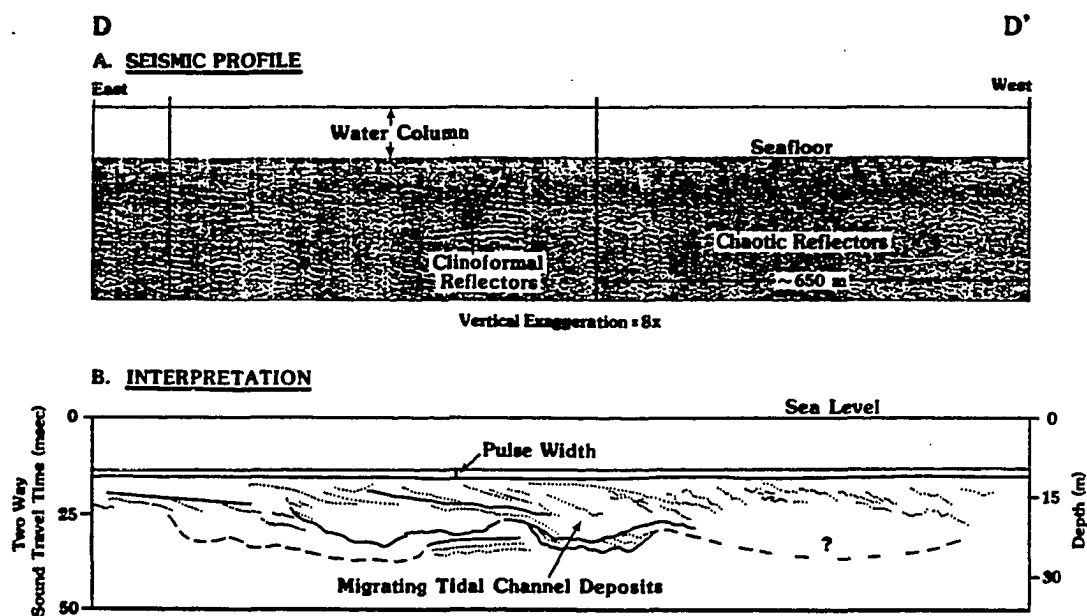 D D'
A. SEISMIC PROFILE
East West
Water Column
Seafloor
Chaotic Reflectors
Clinoformal
Reflectors
~650 m
Vertical Exaggeration = 8x
B. INTERPRETATION
Sea Level
0 0
Pulse Width
Two Way
Sound Travel Time (msec)
15
25
Depth (m)
?
30
Migrating Tidal Channel Deposits
50